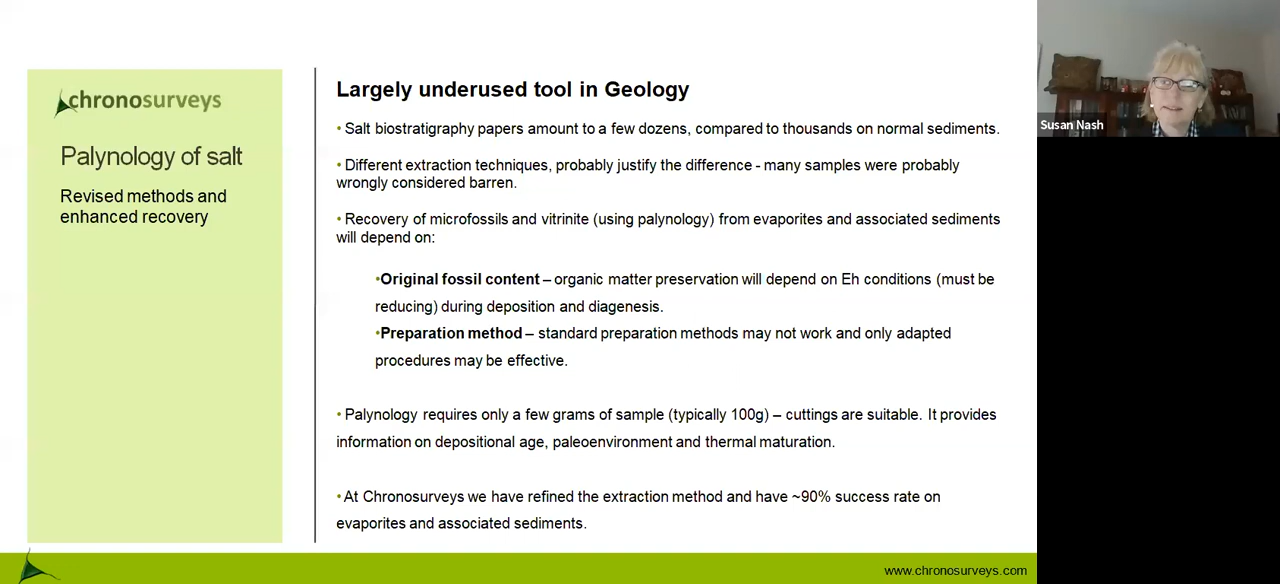 chronosurveys
Palynology of salt
Revised methods and
enhanced recovery
Largely underused tool in Geology
• Salt biostratigraphy papers amount to a few dozens, compared to thousands on normal sediments.
• Different extraction techniques, probably justify the difference - many samples were probably
wrongly considered barren.
• Recovery of microfossils and vitrinite (using palynology) from evaporites and associated sediments
will depend on:
•Original fossil content – organic matter preservation will depend on Eh conditions (must be
reducing) during deposition and diagenesis.
•Preparation method – standard preparation methods may not work and only adapted
procedures may be effective.
• Palynology requires only a few grams of sample (typically 100g) – cuttings are suitable. It provides
information on depositional age, paleoenvironment and thermal maturation.
• At Chronosurveys we have refined the extraction method and have ~90% success rate on
evaporites and associated sediments.
www.chronosurveys.com
Susan Nash